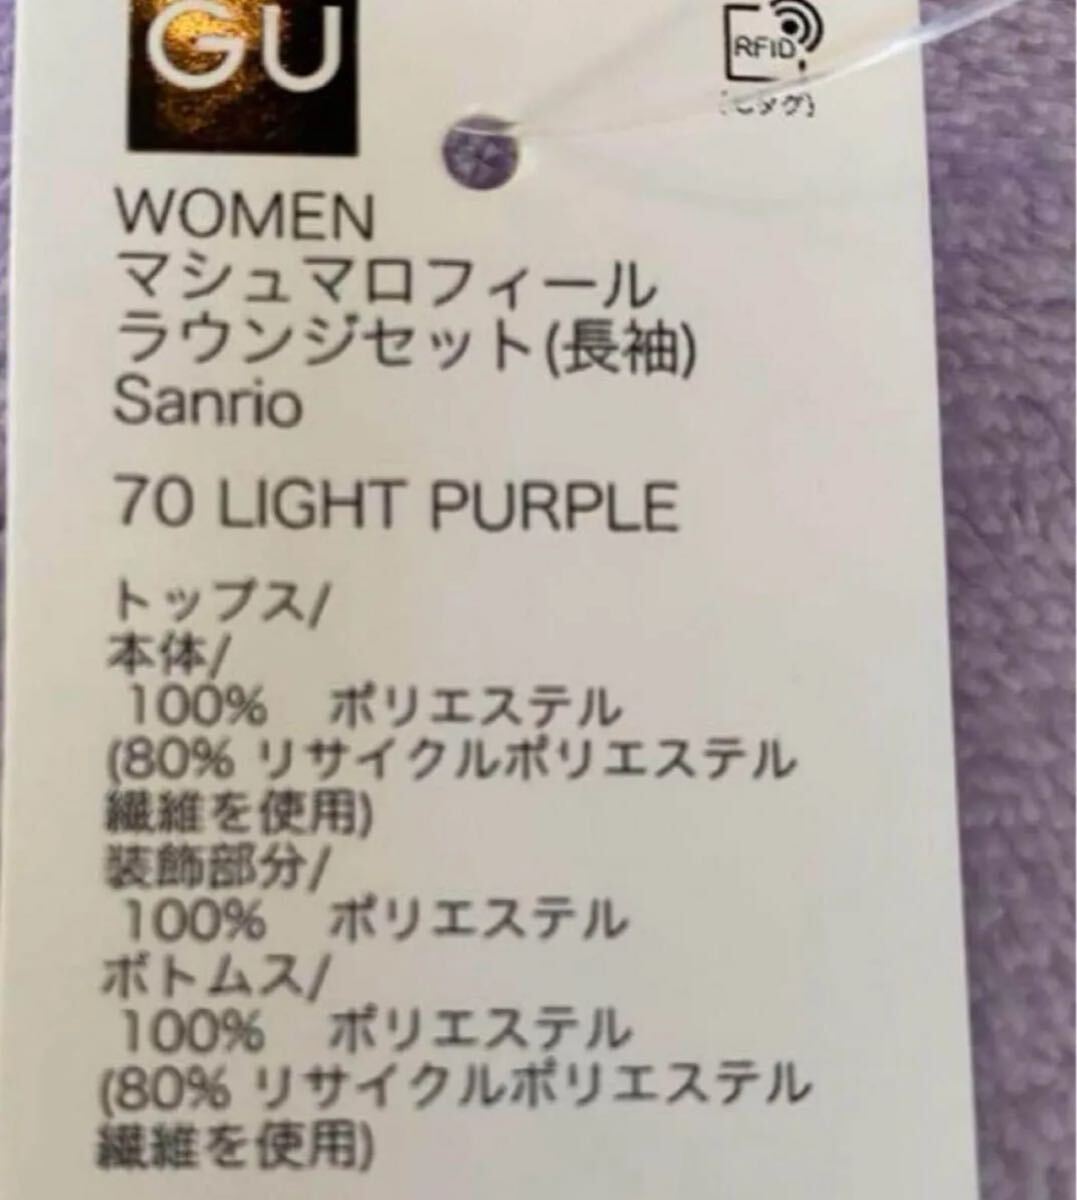 GU
RFID
WOMEN
マシュマロフィール
ラウンジセット(長袖)
Sanrio
70 LIGHT PURPLE
トップス/
本体/
100% ポリエステル
(80% リサイクルポリエステル
繊維を使用)
装飾部分/
100% ポリエステル
ボトムス/
100% ポリエステル
(80% リサイクルポリエステル
繊維を使用)